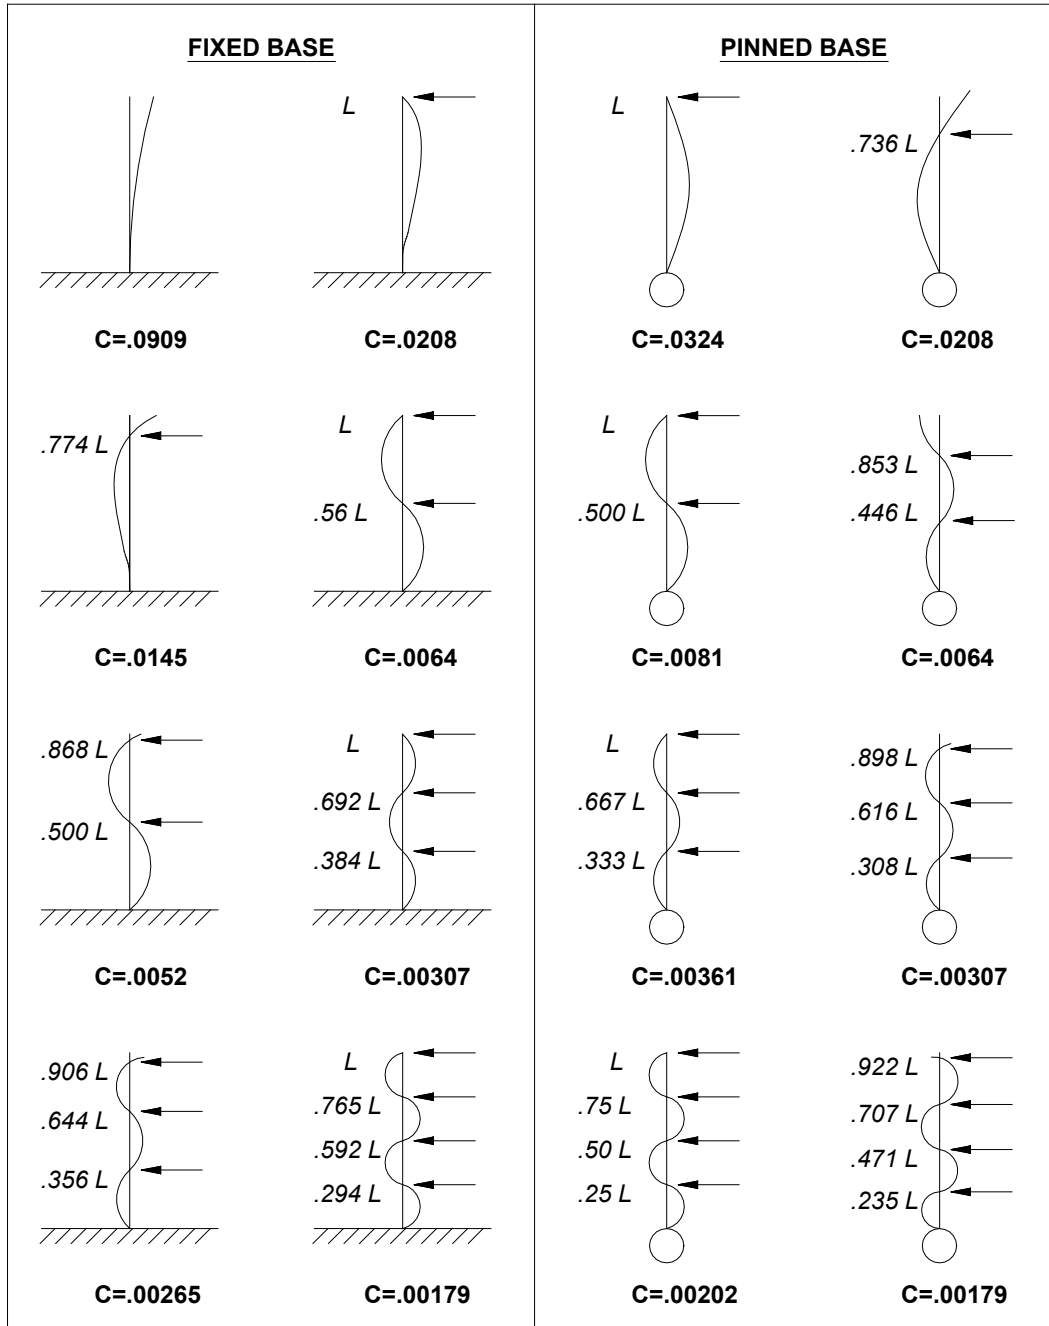 FIXED BASE
L
C=.0909
C=.0208
.774 L
L
.56 L
C=.0145
C=.0064
.868 L
.500 L
L
.692 L
.384 L
C=.0052
C=.00307
.906 L
.644 L
.356 L
L
.765 L
.592 L
.294 L
C=.00265
C=.00179
PINNED BASE
L
.736 L
C=.0324
C=.0208
L
.500 L
.853 L
.446 L
C=.0081
C=.0064
L
.667 L
.333 L
.898 L
.616 L
.308 L
C=.00361
C=.00307
L
.75 L
.50 L
.25 L
.922 L
.707 L
.471 L
.235 L
C=.00202
C=.00179